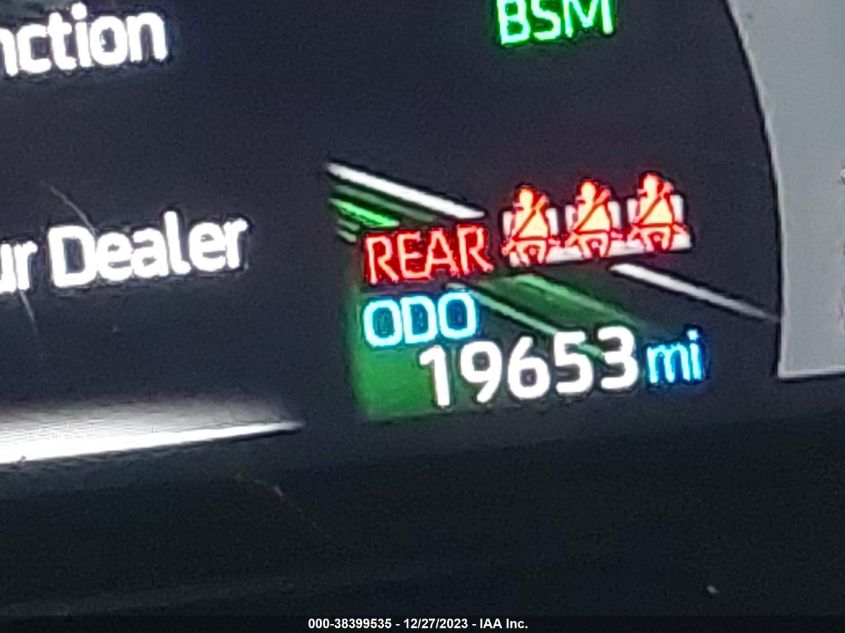 nction
BSM
ur Dealer
REAR
ODO
19653 mi
000-38399535 - 12/27/2023 - IAA Inc.